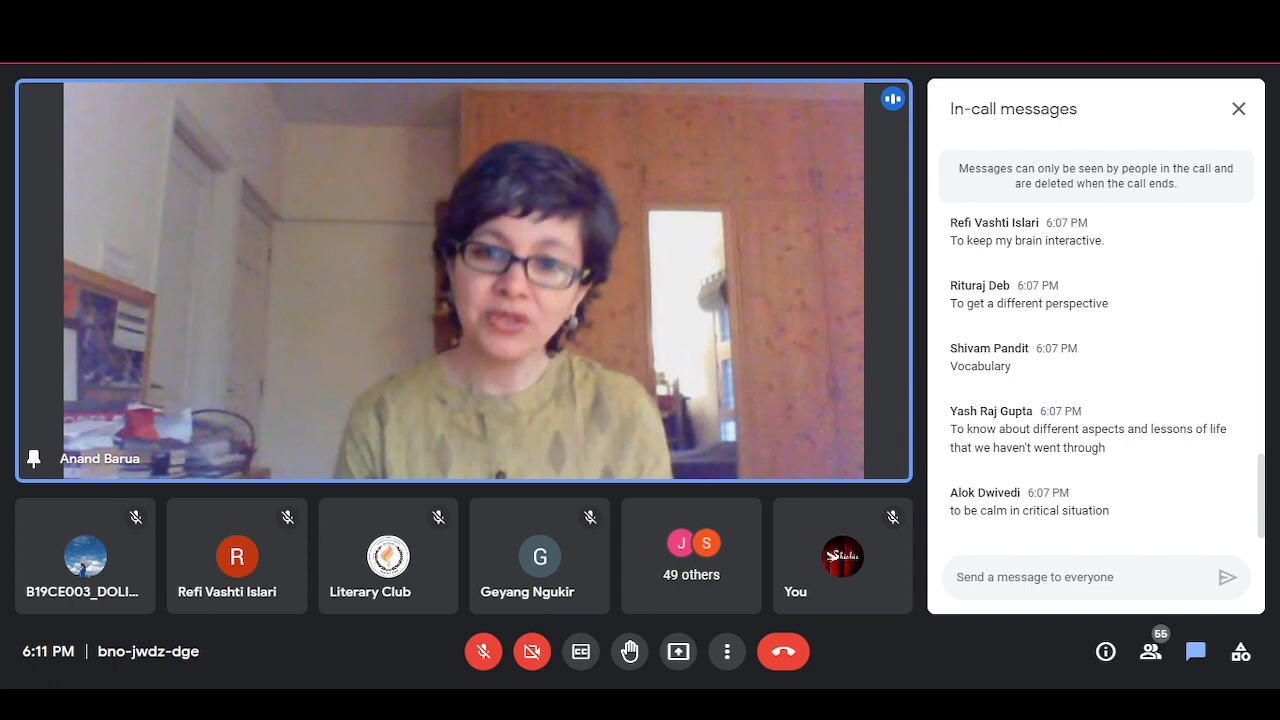 In-call messages
Messages can only be seen by people in the call and
are deleted when the call ends.
Refi Vashti Islari 6:07 PM
To keep my brain interactive.
Rituraj Deb 6:07 PM
To get a different perspective
Shivam Pandit 6:07 PM
Vocabulary
Yash Raj Gupta 6:07 PM
To know about different aspects and lessons of life
that we haven't went through
Alok Dwivedi 6:07 PM
to be calm in critical situation
Send a message to everyone
Anand Barua
B19CE003_DOLI...
R
Refi Vashti Islari
Literary Club
G
Geyang Ngukir
J S
49 others
Shishir
You
6:11 PM | bno-jwdz-dge
55